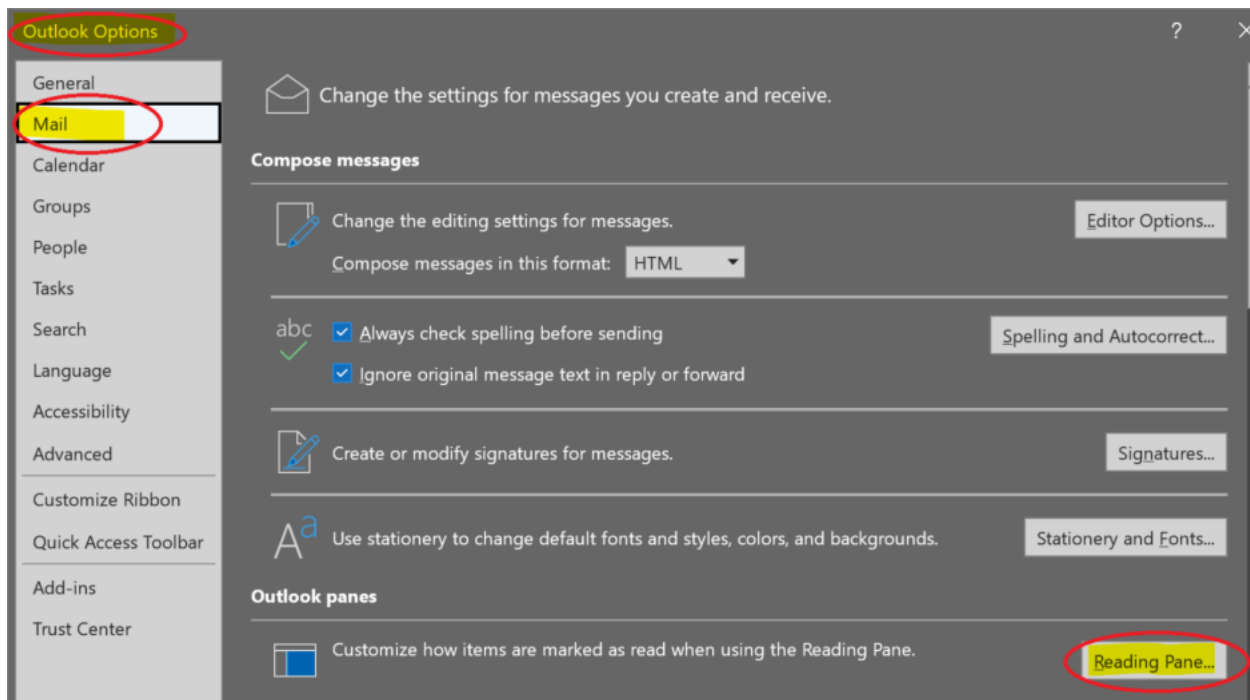 Outlook Options
?
General
Mail
Calendar
Groups
People
Tasks
Search
Language
Accessibility
Advanced
Customize Ribbon
Quick Access Toolbar
Add-ins
Trust Center
Change the settings for messages you create and receive.
Compose messages
Change the editing settings for messages.
Editor Options...
Compose messages in this format: HTML
abc
Always check spelling before sending
Spelling and Autocorrect...
Ignore original message text in reply or forward
Create or modify signatures for messages.
Signatures...
Aa
Use stationery to change default fonts and styles, colors, and backgrounds.
Stationery and Fonts...
Outlook panes
Customize how items are marked as read when using the Reading Pane.
Reading Pane...